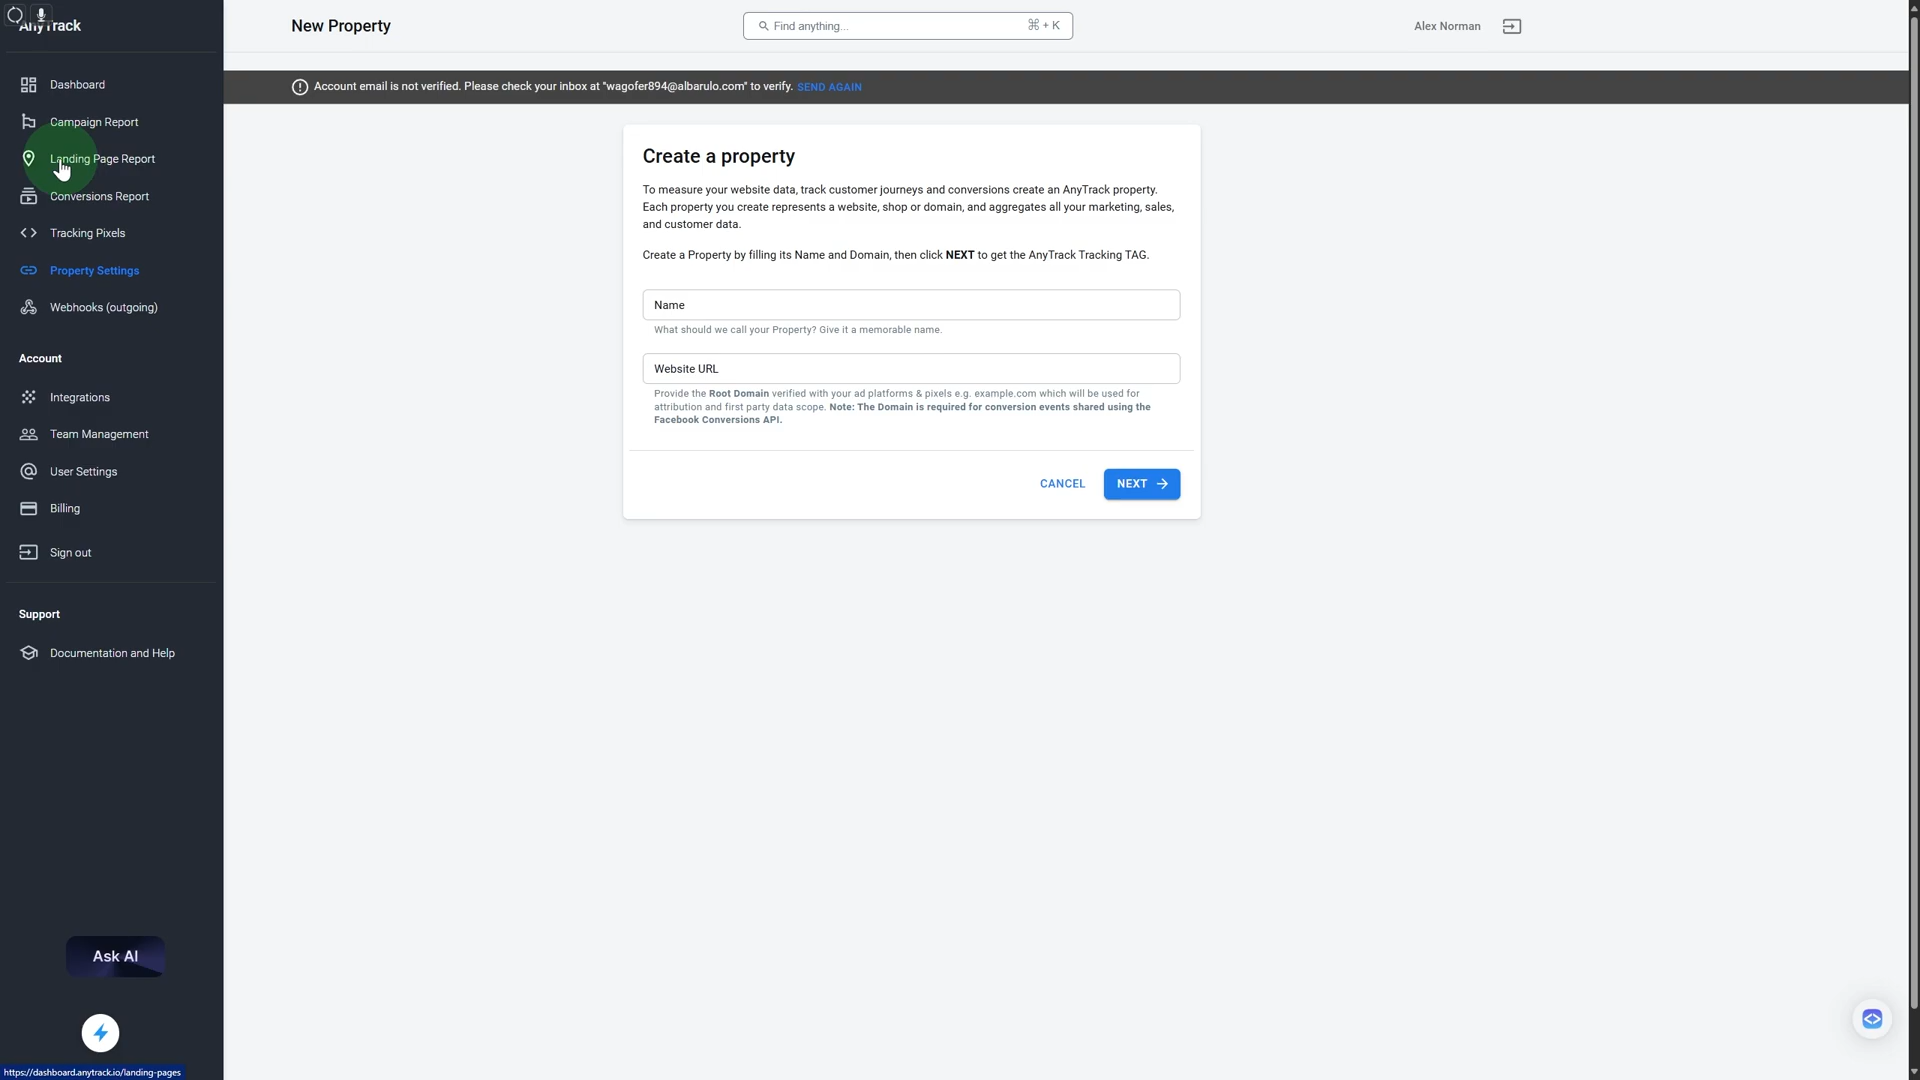 AnyTrack
New Property
Find anything...
⌘ + K
Alex Norman
Account email is not verified. Please check your inbox at "wagofer894@albarulo.com" to verify. SEND AGAIN
Dashboard
Campaign Report
Landing Page Report
Conversions Report
Tracking Pixels
Property Settings
Webhooks (outgoing)
Account
Integrations
Team Management
User Settings
Billing
Sign out
Support
Documentation and Help
Ask AI
https://dashboard.anytrack.io/landing-pages
Create a property
To measure your website data, track customer journeys and conversions create an AnyTrack property.
Each property you create represents a website, shop or domain, and aggregates all your marketing, sales,
and customer data.
Create a Property by filling its Name and Domain, then click NEXT to get the AnyTrack Tracking TAG.
Name
What should we call your Property? Give it a memorable name.
Website URL
Provide the Root Domain verified with your ad platforms & pixels e.g. example.com which will be used for
attribution and first party data scope. Note: The Domain is required for conversion events shared using the
Facebook Conversions API.
CANCEL
NEXT